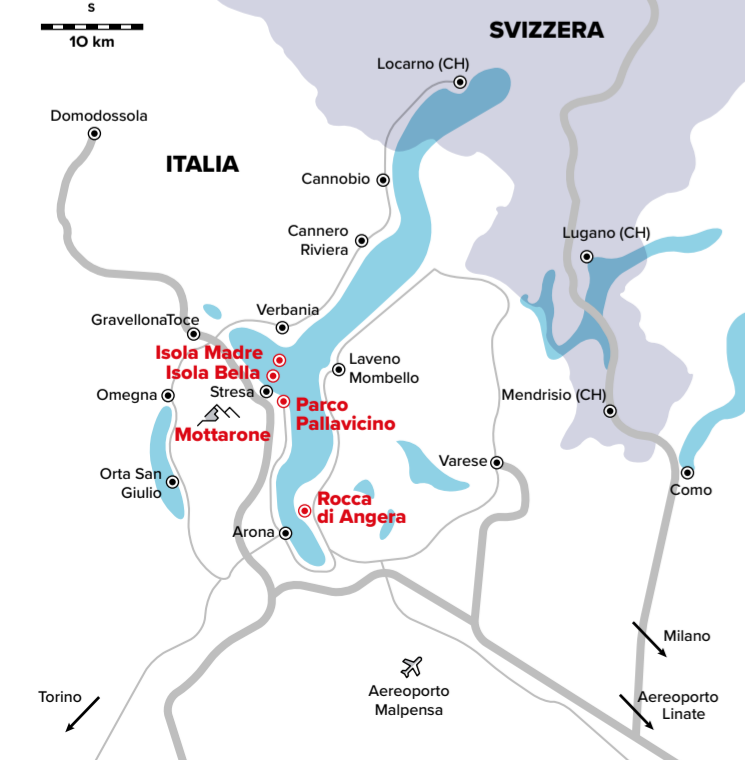 S
10 km
SVIZZERA
Locarno (CH)
Domodossola
ITALIA
Cannobio
Cannero
Riviera
Lugano (CH)
Verbania
GravellonaToce
Isola Madre
Isola Bella
Laveno
Mombello
Omegna
Stresa
Mendrisio (CH)
Parco
Pallavicino
Mottarone
Varese
Orta San
Giulio
Como
Rocca
di Angera
Arona
Milano
Aereoporto
Malpensa
Torino
Aereoporto
Linate